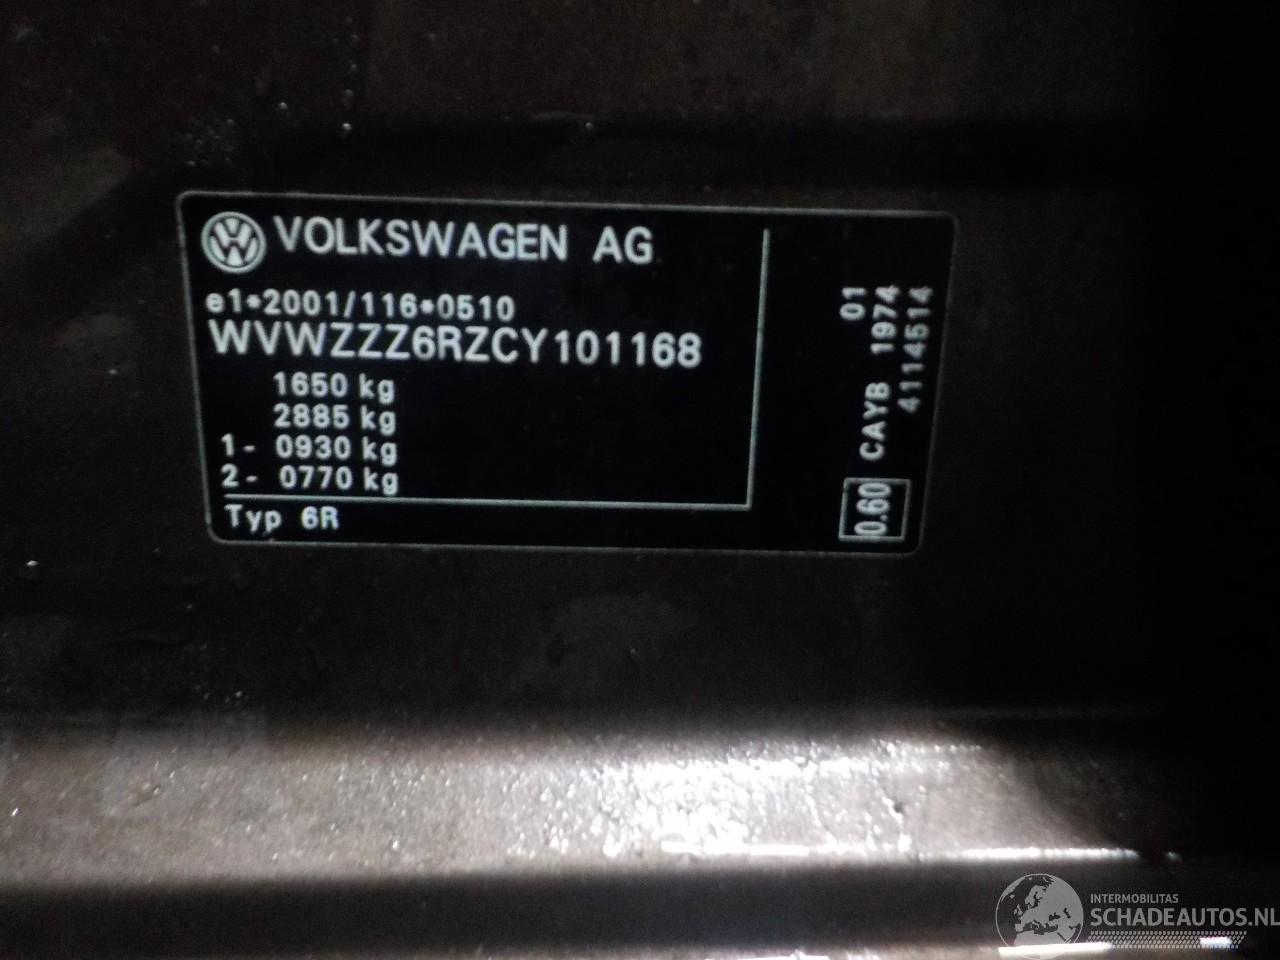 VOLKSWAGEN AG
e1*2001/116*0510
WVWZZZ6RZCY101168
1650 kg
2885 kg
1- 0930 kg
2- 0770 kg
Typ 6R
0.60 CAYB 1974 01
4114514
INTERMOBILITAS
SCHADEAUTOS.NL